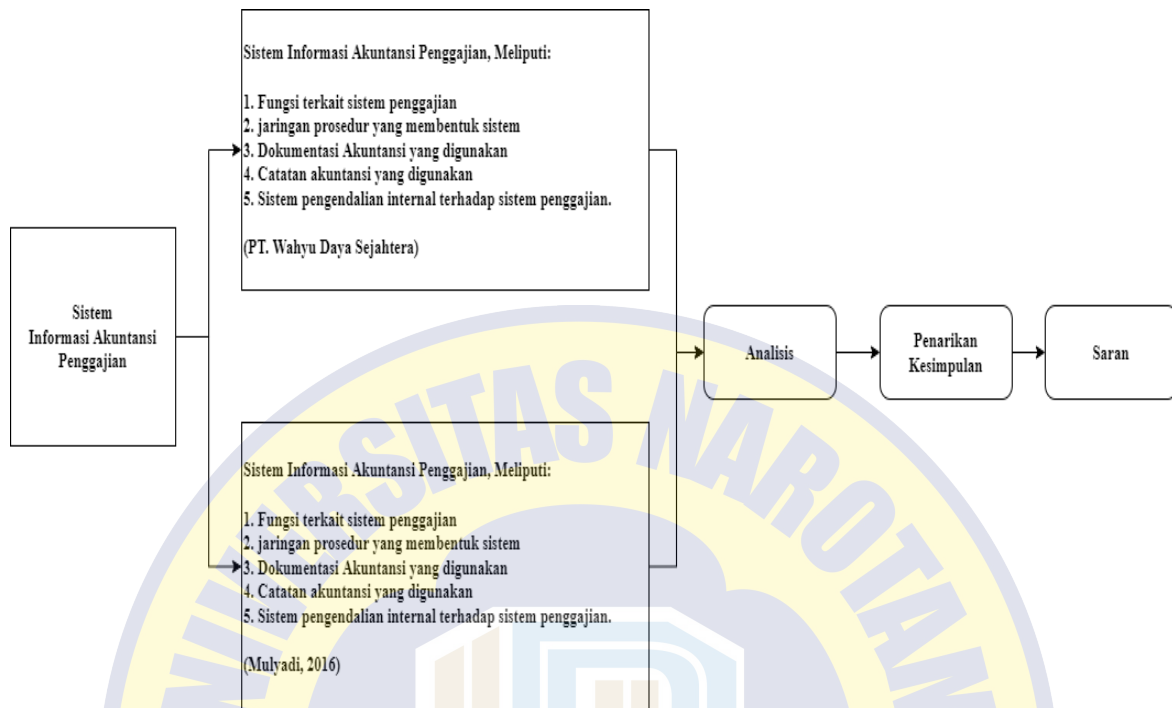 Sistem
Informasi Akuntansi
Penggajian
Sistem Informasi Akuntansi Penggajian, Meliputi:
1. Fungsi terkait sistem penggajian
2. jaringan prosedur yang membentuk sistem
3. Dokumentasi Akuntansi yang digunakan
4. Catatan akuntansi yang digunakan
5. Sistem pengendalian internal terhadap sistem penggajian.
(PT. Wahyu Daya Sejahtera)
Sistem Informasi Akuntansi Penggajian, Meliputi:
1. Fungsi terkait sistem penggajian
2. jaringan prosedur yang membentuk sistem
3. Dokumentasi Akuntansi yang digunakan
4. Catatan akuntansi yang digunakan
5. Sistem pengendalian internal terhadap sistem penggajian.
(Mulyadi, 2016)
Analisis
Penarikan
Kesimpulan
Saran
UNIVERSITAS NAROTAM